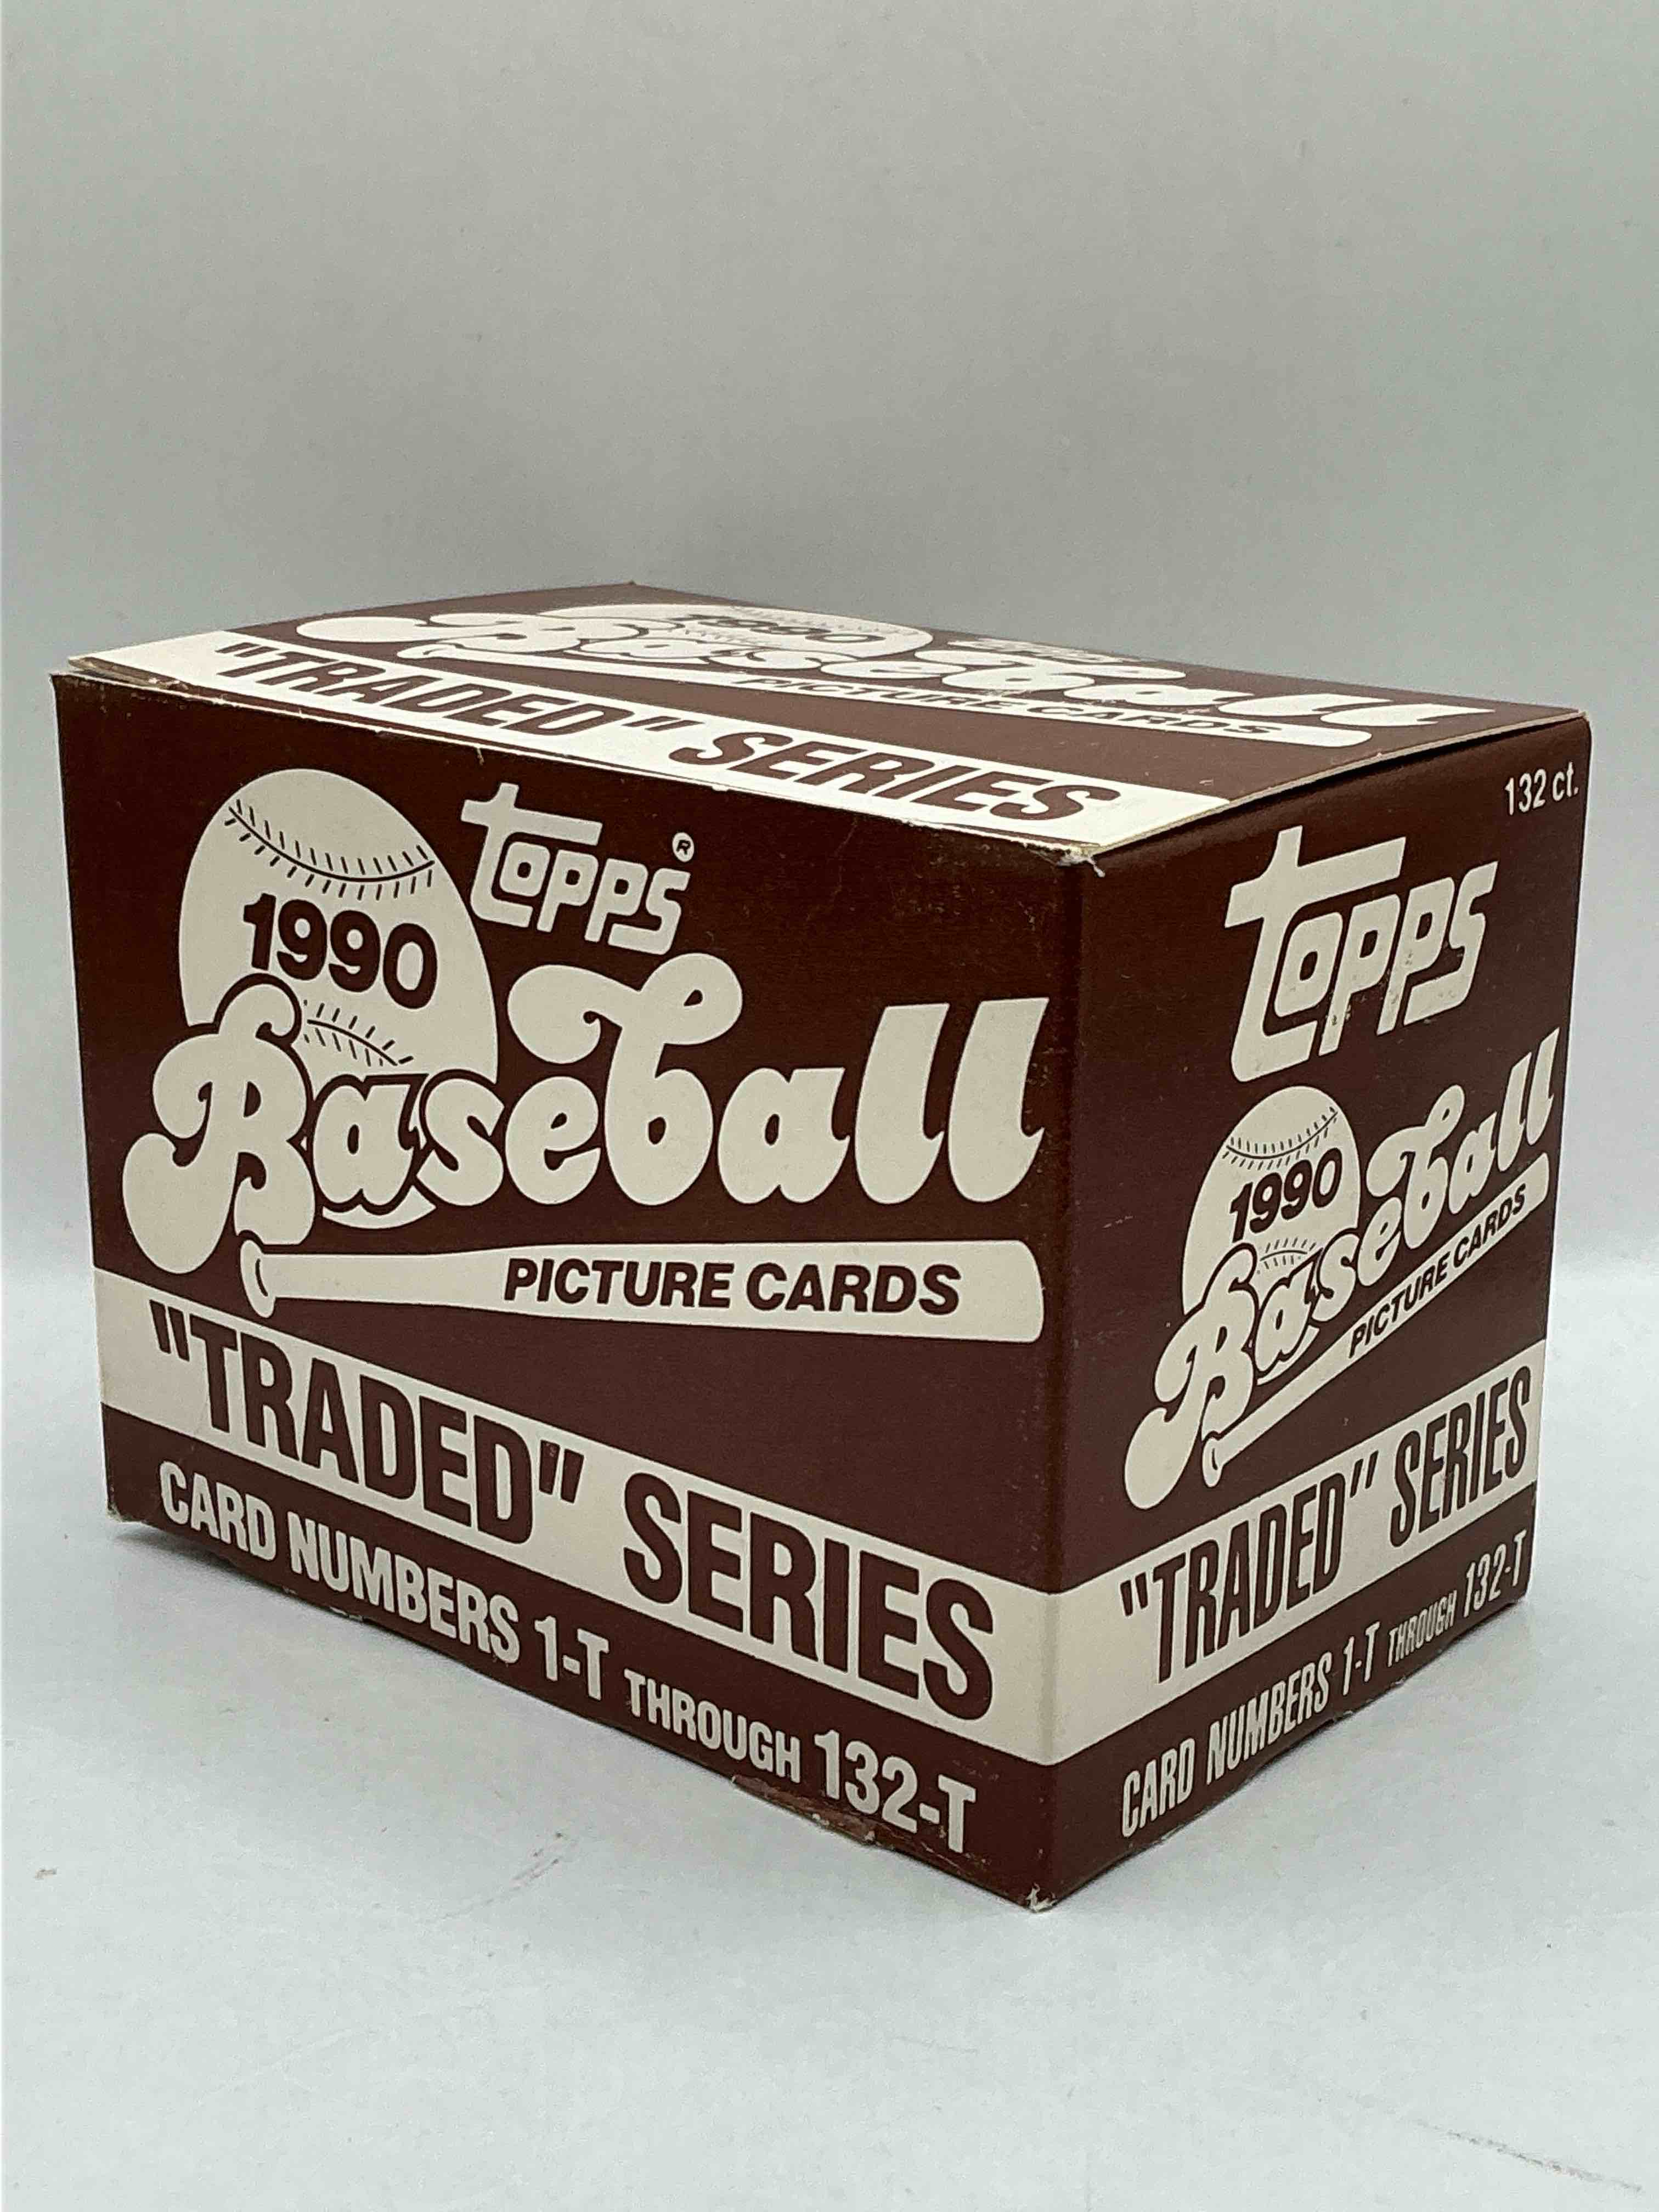 1990
Baseball
PICTURE CARDS
"TRADED" SERIES
TOPPS®
1990
Baseball
PICTURE CARDS
"TRADED" SERIES
CARD NUMBERS 1-T THROUGH 132-T
132 ct.
TOPPS
1990
Baseball
PICTURE CARDS
"TRADED" SERIES
CARD NUMBERS 1-T THROUGH 132-T